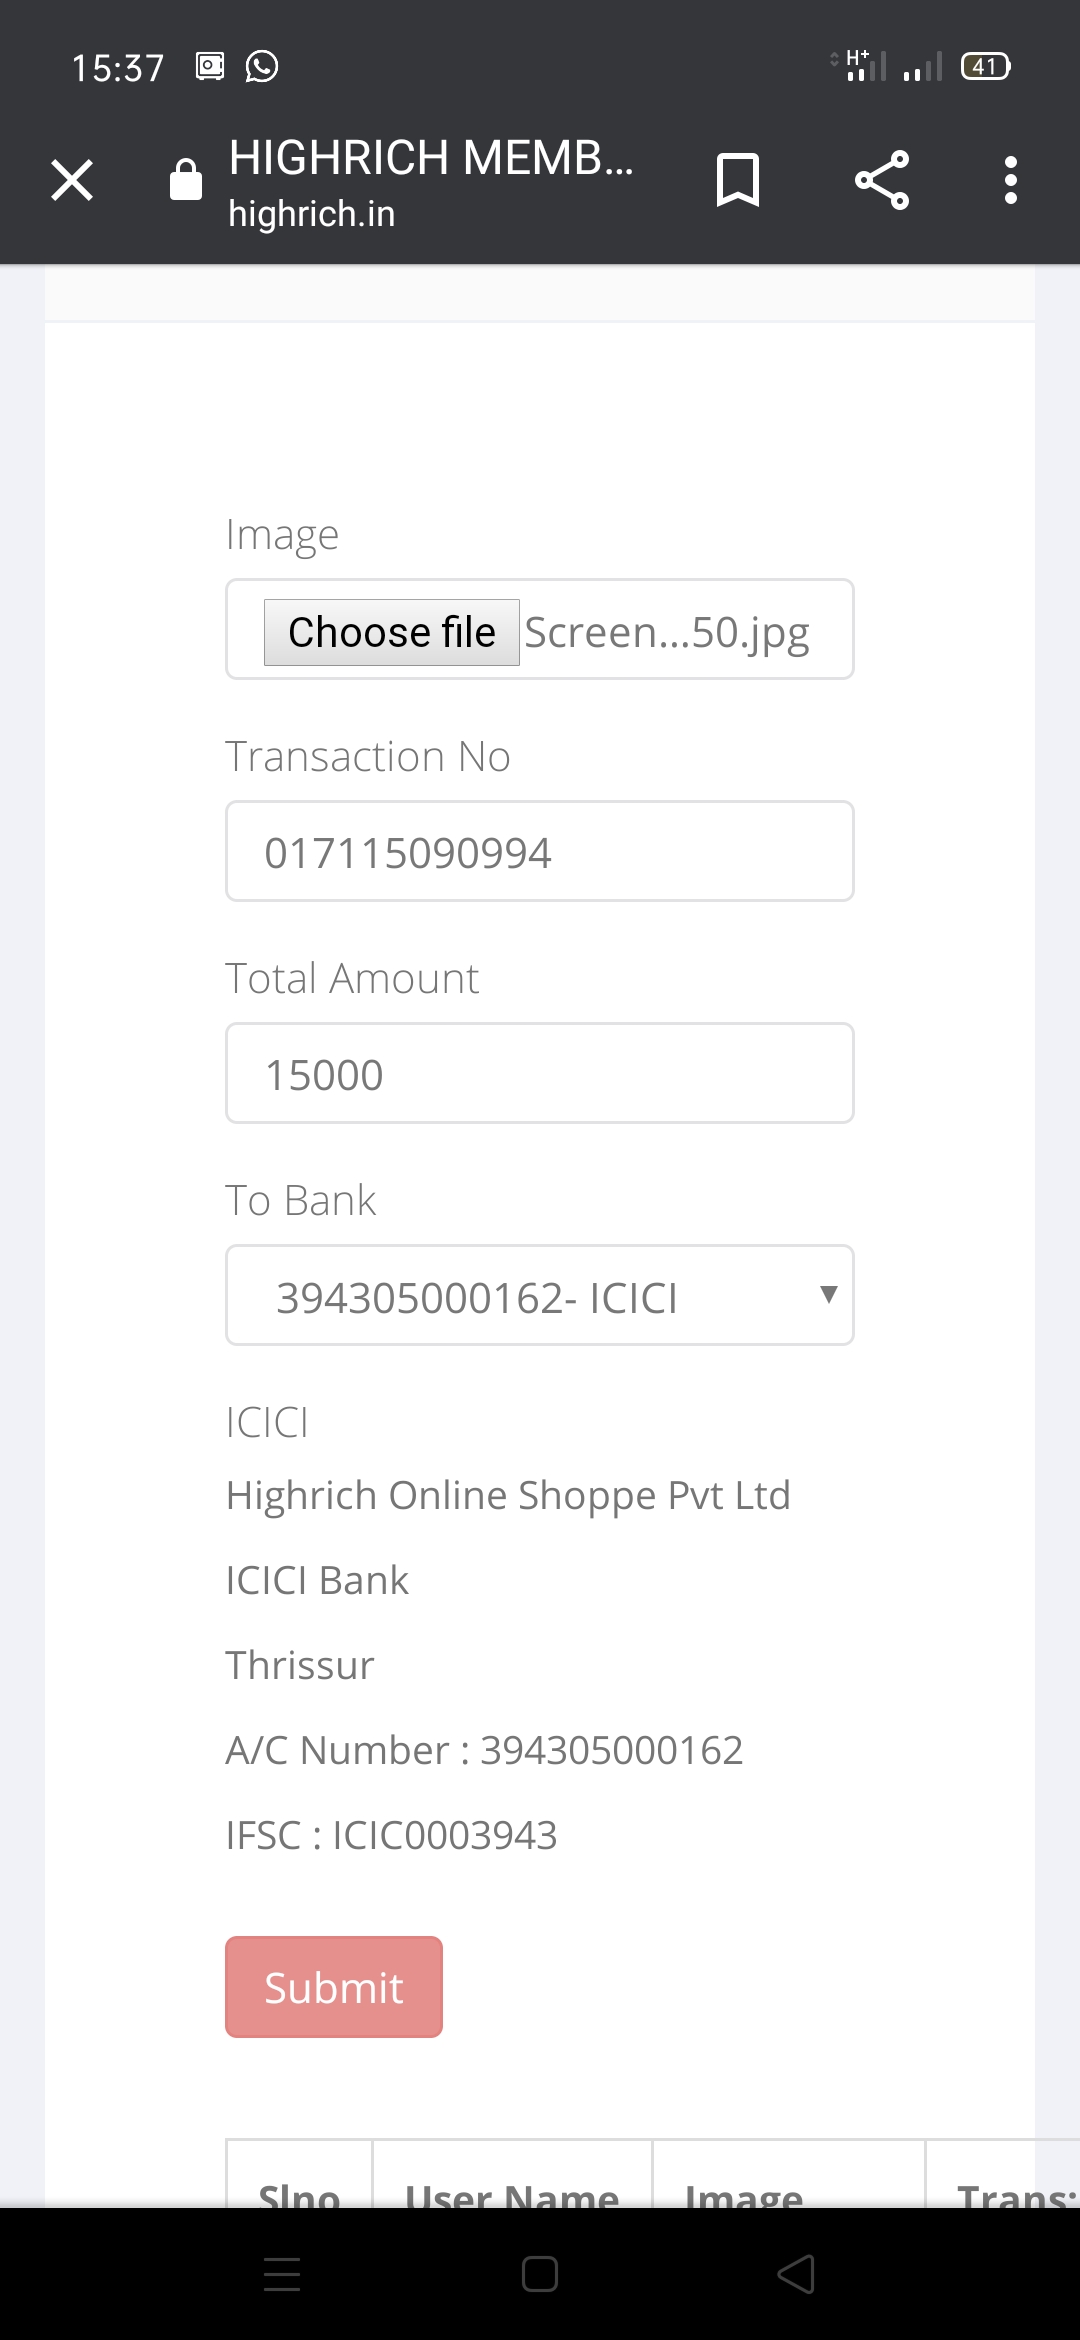 15:37
H+
41
HIGHRICH MEMB...
highrich.in
Image
Choose file Screen...50.jpg
Transaction No
017115090994
Total Amount
15000
To Bank
394305000162- ICICI
ICICI
Highrich Online Shoppe Pvt Ltd
ICICI Bank
Thrissur
A/C Number : 394305000162
IFSC : ICIC0003943
Submit
Slno User Name Image Trans